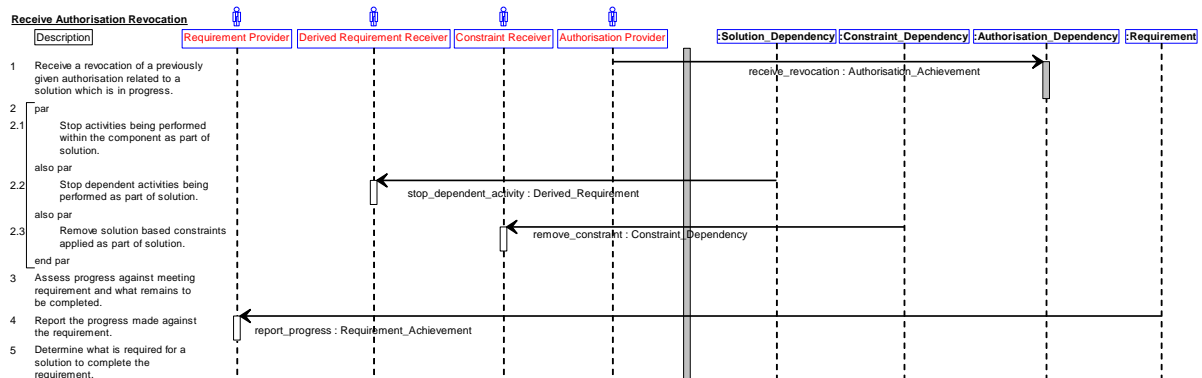 Receive Authorisation Revocation
Description
Requirement Provider
Derived Requirement Receiver
Constraint Receiver
Authorisation Provider
:Solution_Dependency
:Constraint_Dependency
:Authorisation_Dependency
:Requirement
1 Receive a revocation of a previously
given authorisation related to a
solution which is in progress.
receive_revocation : Authorisation_Achievement
2 par
2.1 Stop activities being performed
within the component as part of
solution.
also par
2.2 Stop dependent activities being
performed as part of solution.
stop_dependent_activity : Derived_Requirement
also par
2.3 Remove solution based constraints
applied as part of solution.
remove_constraint : Constraint_Dependency
end par
3 Assess progress against meeting
requirement and what remains to
be completed.
4 Report the progress made against
the requirement.
report_progress : Requirement_Achievement
5 Determine what is required for a
solution to complete the
requirement.